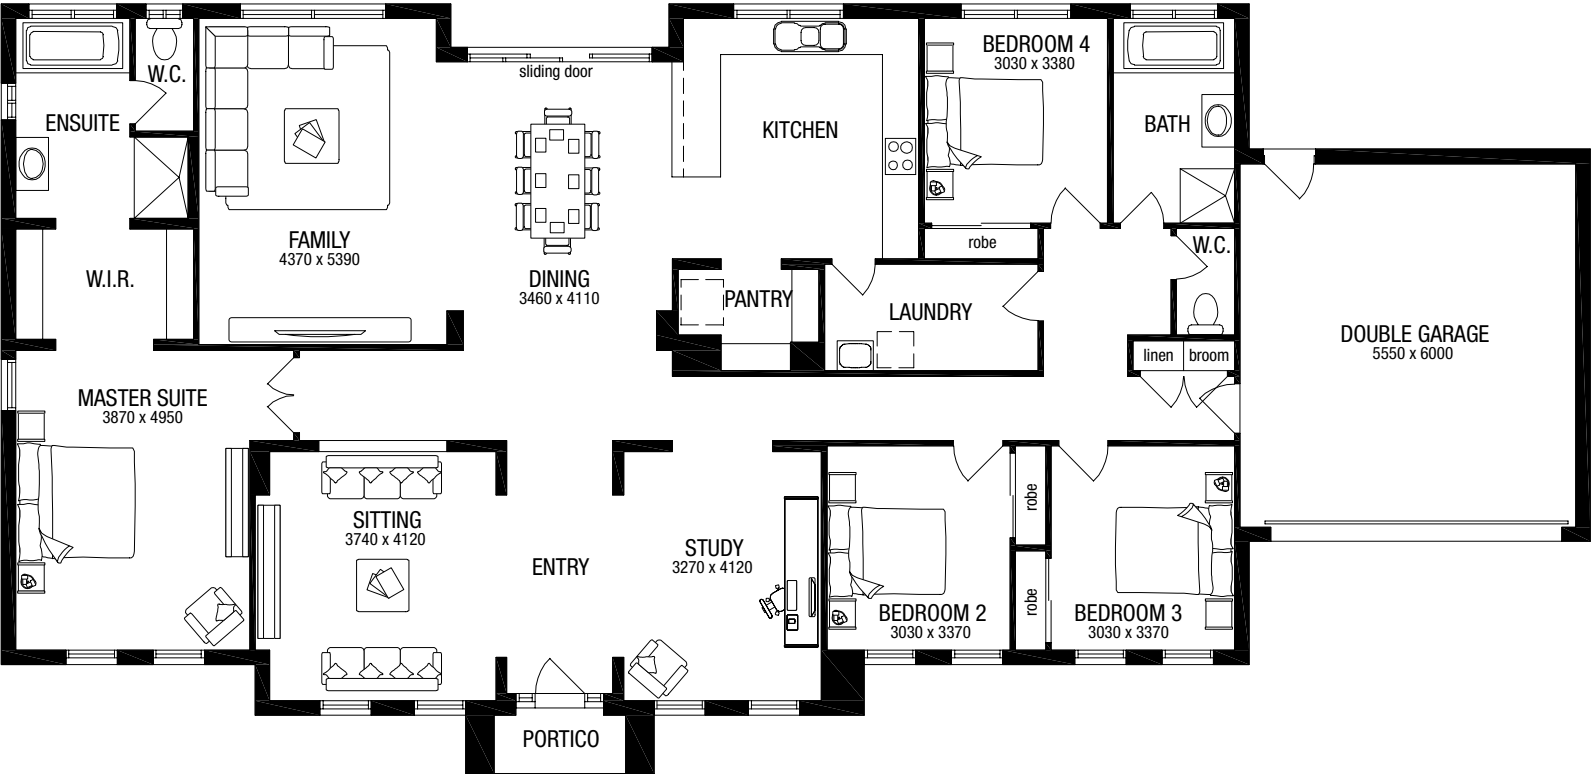 W.C.
ENSUITE
sliding door
BEDROOM 4
3030 x 3380
KITCHEN
BATH
FAMILY
4370 x 5390
DINING
3460 x 4110
W.I.R.
robe
W.C.
PANTRY
LAUNDRY
linen
broom
DOUBLE GARAGE
5550 x 6000
MASTER SUITE
3870 x 4950
SITTING
3740 x 4120
ENTRY
STUDY
3270 x 4120
robe
robe
BEDROOM 2
3030 x 3370
BEDROOM 3
3030 x 3370
PORTICO